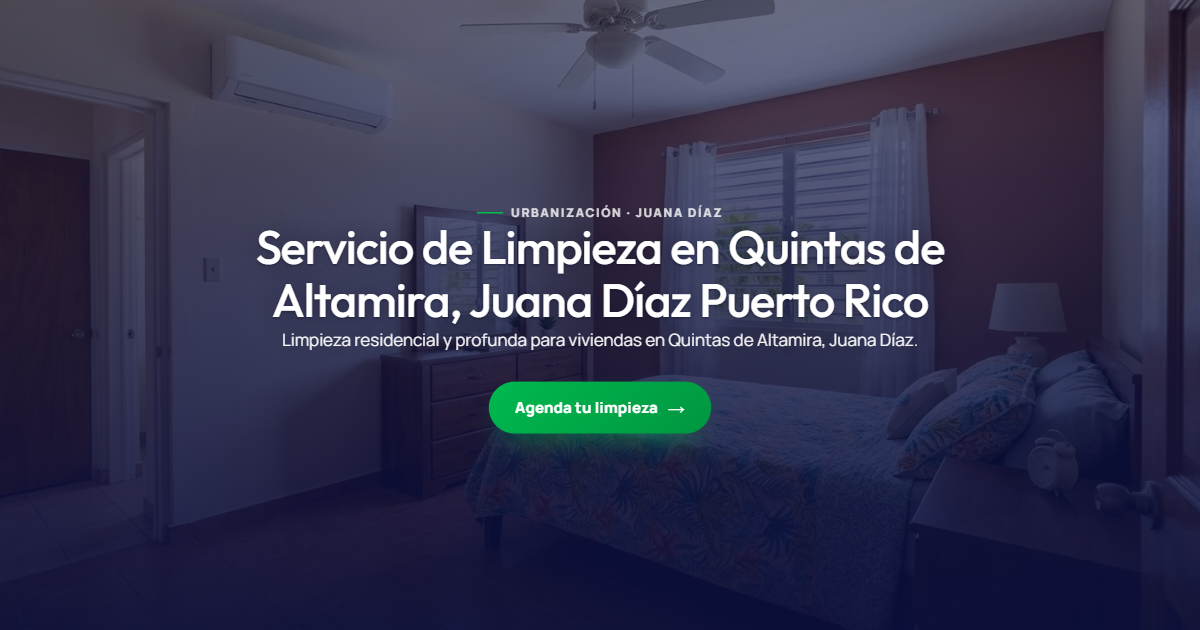 URBANIZACIÓN · JUANA DÍAZ
Servicio de Limpieza en Quintas de
Altamira, Juana Díaz Puerto Rico
Limpieza residencial y profunda para viviendas en Quintas de Altamira, Juana Díaz.
Agenda tu limpieza →